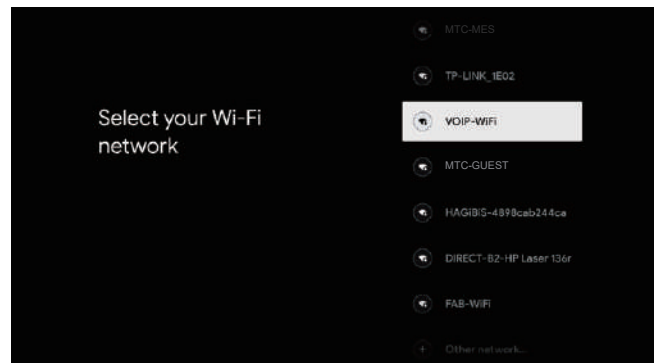 Select your Wi-Fi
network
MTC-MES
TP-LINK_1E02
VOIP-WiFi
MTC-GUEST
HAGiBiS-4898cab244ca
DIRECT-B2-HP Laser 136r
FAB-WiFi
Other network...